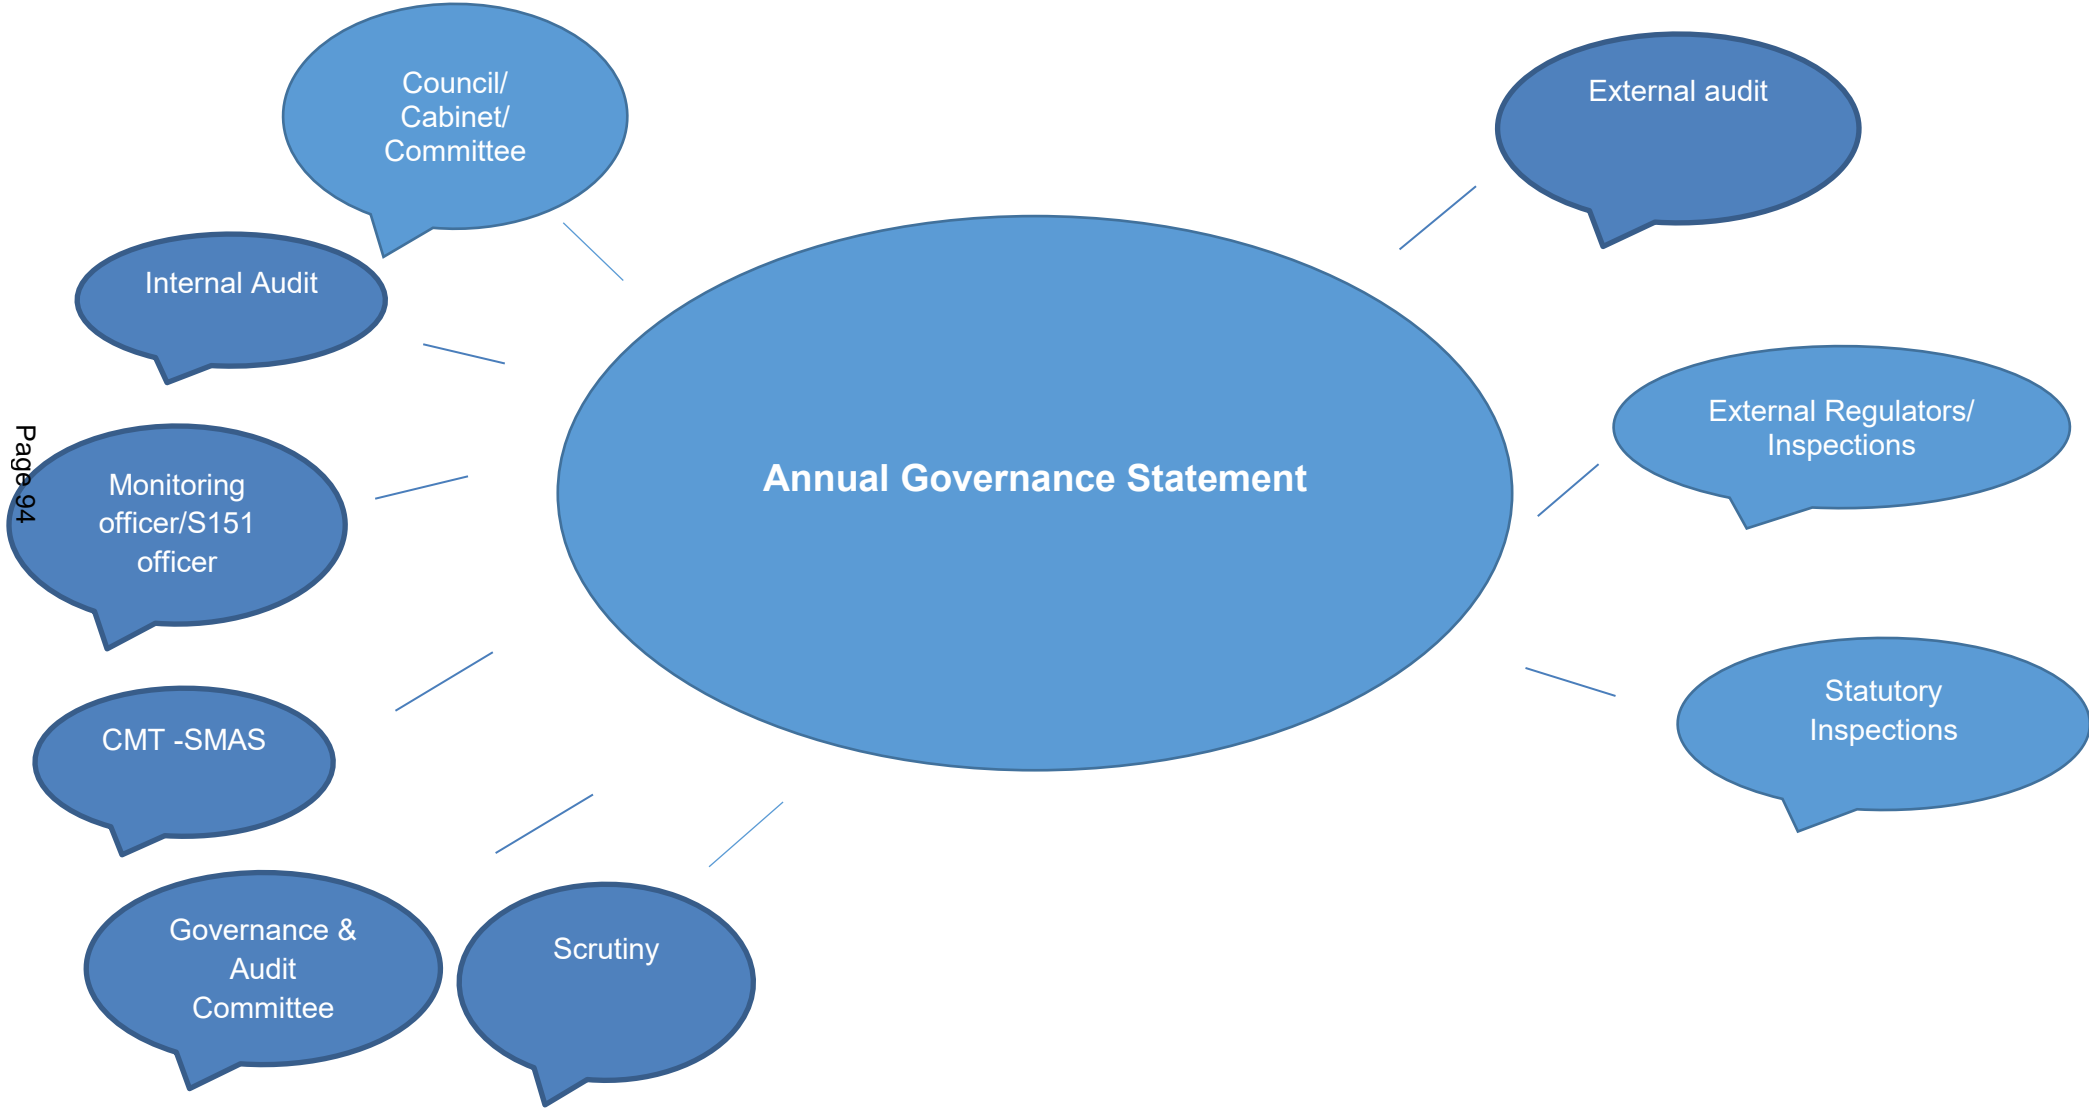 Council/
Cabinet/
Committee
External audit
Internal Audit
External Regulators/
Inspections
Page 94
Monitoring
officer/S151
officer
Annual Governance Statement
CMT -SMAS
Statutory
Inspections
Governance &
Audit
Committee
Scrutiny